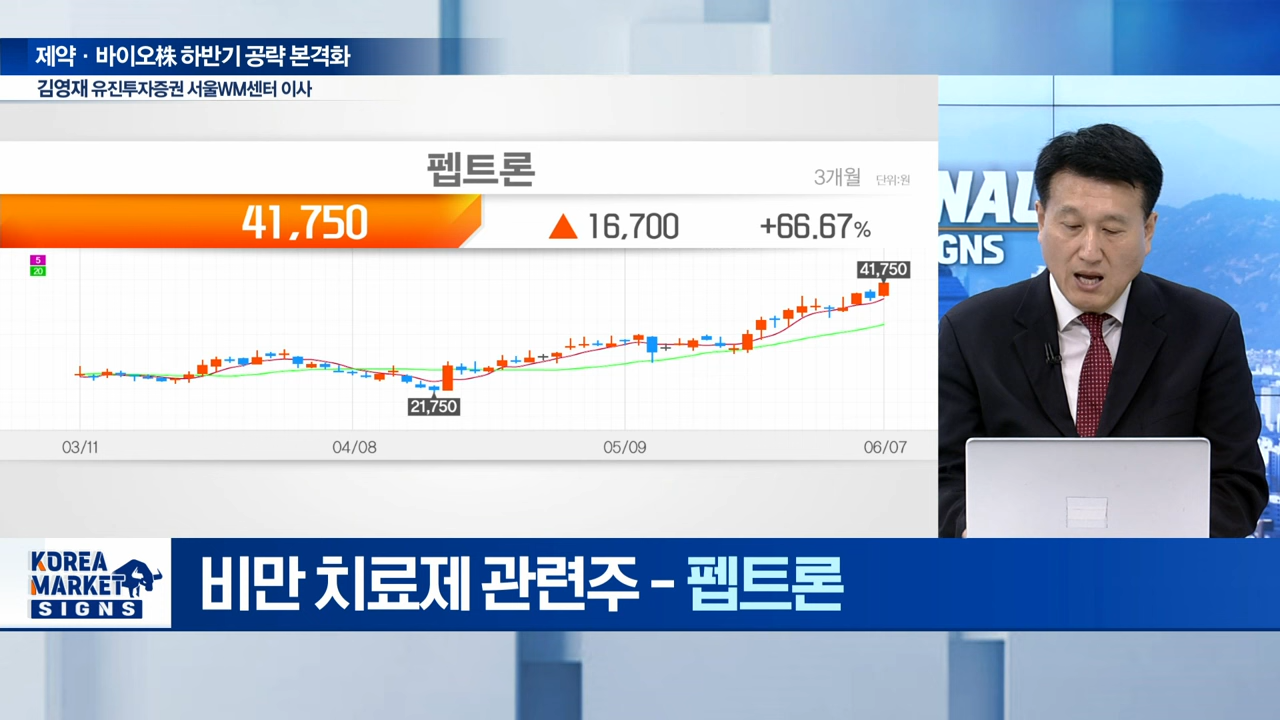 제약 · 바이오株 하반기 공략 본격화
김영재 유진투자증권 서울WM센터 이사
펩트론
3개월 단위:원
41,750 ▲ 16,700 +66.67%
5
20
41,750
21,750
03/11 04/08 05/09 06/07
NAL
GNS
KOREA
MARKET
SIGNS
비만 치료제 관련주 - 펩트론